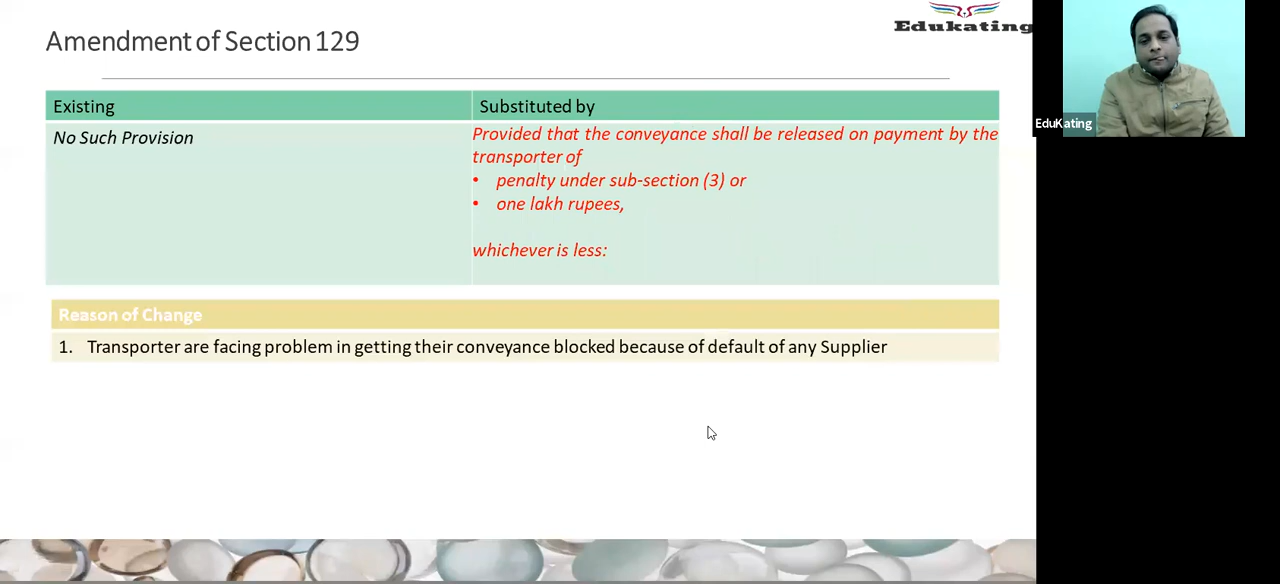 Edukating
Amendment of Section 129
Existing
Substituted by
No Such Provision
Provided that the conveyance shall be released on payment by the
transporter of
• penalty under sub-section (3) or
• one lakh rupees,
whichever is less:
Reason of Change
1. Transporter are facing problem in getting their conveyance blocked because of default of any Supplier
EduKating